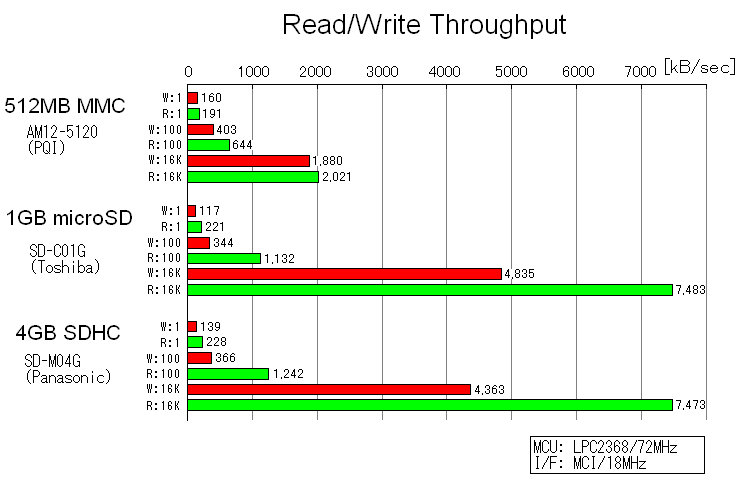 Read/Write Throughput
0 1000 2000 3000 4000 5000 6000 7000 [kB/sec]
512MB MMC
AM12-5120
(PQI)
W:1 160
R:1 191
W:100 403
R:100 644
W:16K 1,880
R:16K 2,021
1GB microSD
SD-C01G
(Toshiba)
W:1 117
R:1 221
W:100 344
R:100 1,132
W:16K 4,835
R:16K 7,483
4GB SDHC
SD-M04G
(Panasonic)
W:1 139
R:1 228
W:100 366
R:100 1,242
W:16K 4,363
R:16K 7,473
MCU: LPC2368/72MHz
I/F: MCI/18MHz